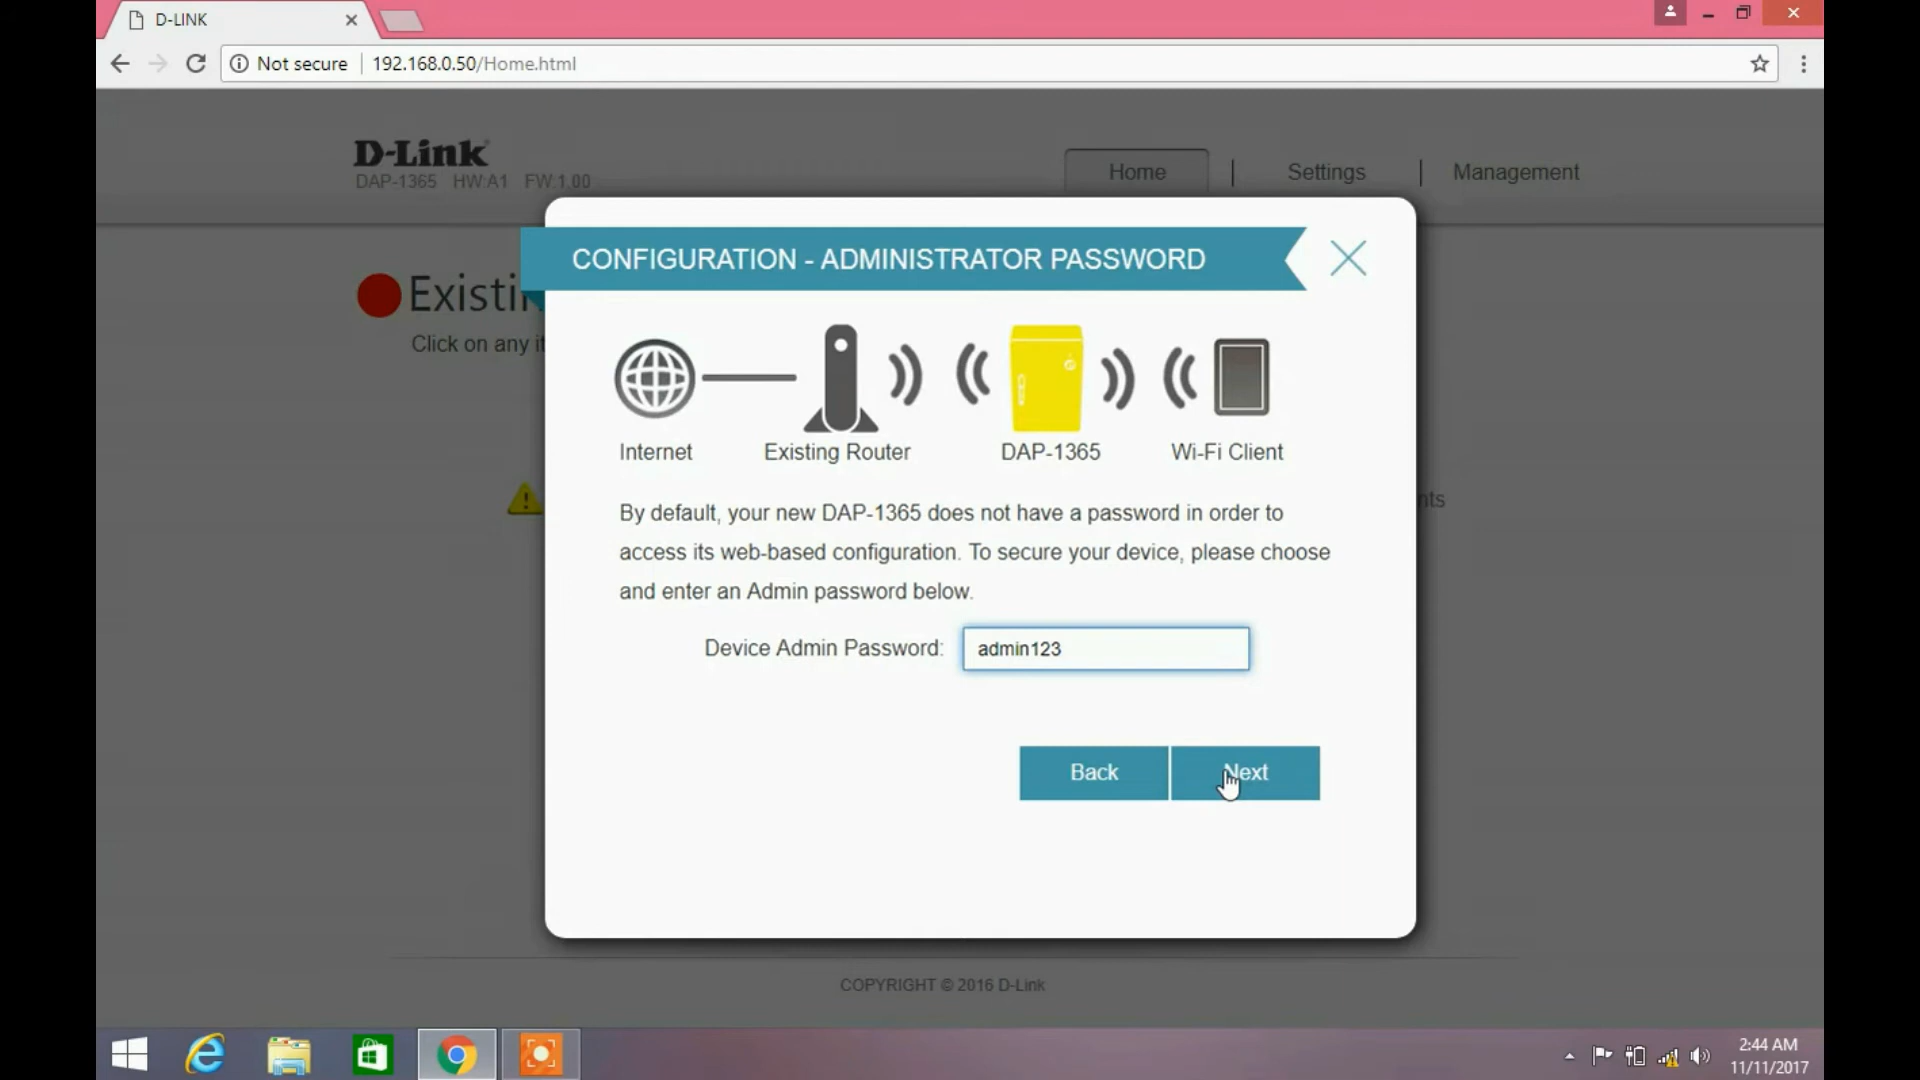 D-LINK
Not secure 192.168.0.50/Home.html
D-Link
DAP-1365 HW:A1 FW:1.00
Home | Settings | Management
CONFIGURATION - ADMINISTRATOR PASSWORD
Click on any
Internet Existing Router DAP-1365 Wi-Fi Client
By default, your new DAP-1365 does not have a password in order to
access its web-based configuration. To secure your device, please choose
and enter an Admin password below.
Device Admin Password: admin123
Back Next
COPYRIGHT © 2016 D-Link
2:44 AM
11/11/2017